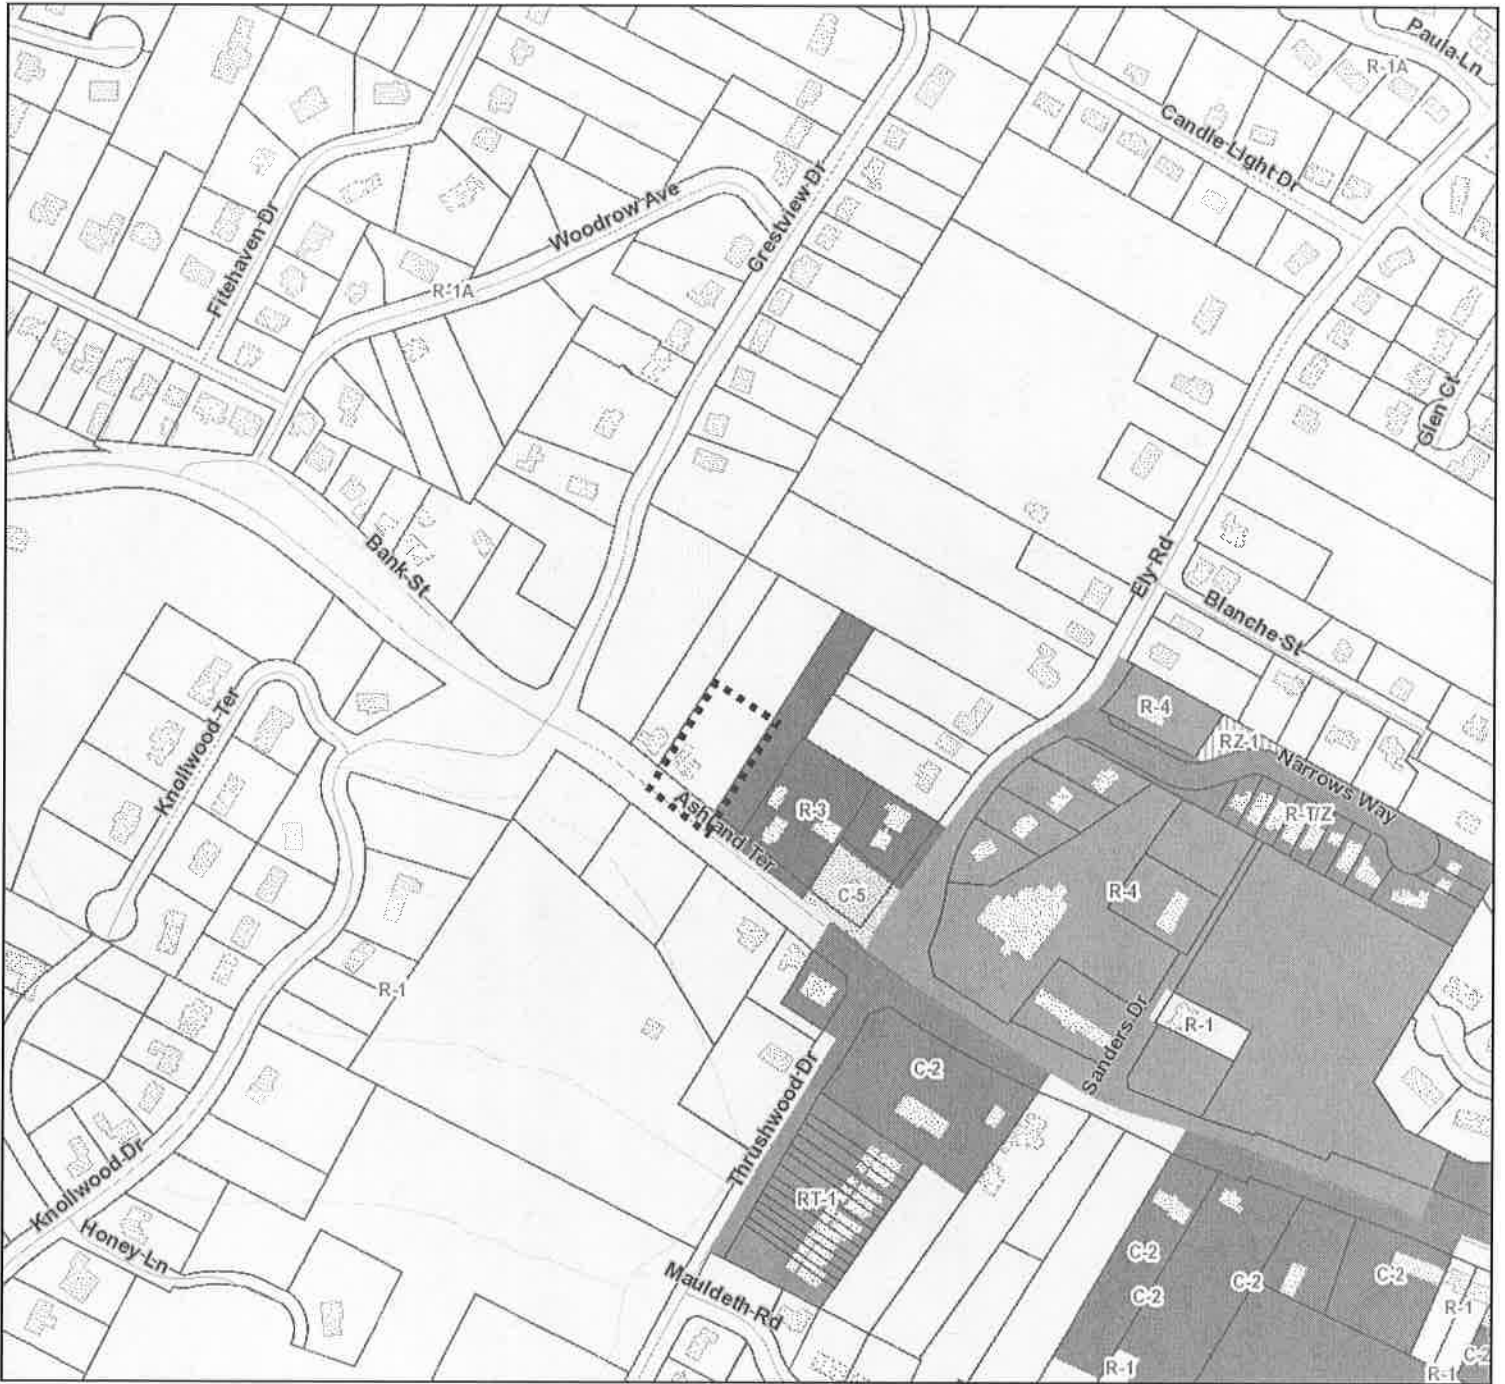 Paula Ln
R-1A
Candle Light Dr
Crestview Dr
Woodrow Ave
Fitehaven Dr
R-1A
Glen Ct
Bank St
Ely Rd
Blanche St
Knollwood Ter
R-4
RZ-1
Narrows Way
Ashland Ter
R-3
R-T/Z
C-5
R-4
R-1
R-1
Sanders Dr
C-2
Thrushwood Dr
Knollwood Dr
RT-1
Honey Ln
C-2
C-2
C-2
C-2
Mauldeth Rd
R-1
C-2
R-1
R-1